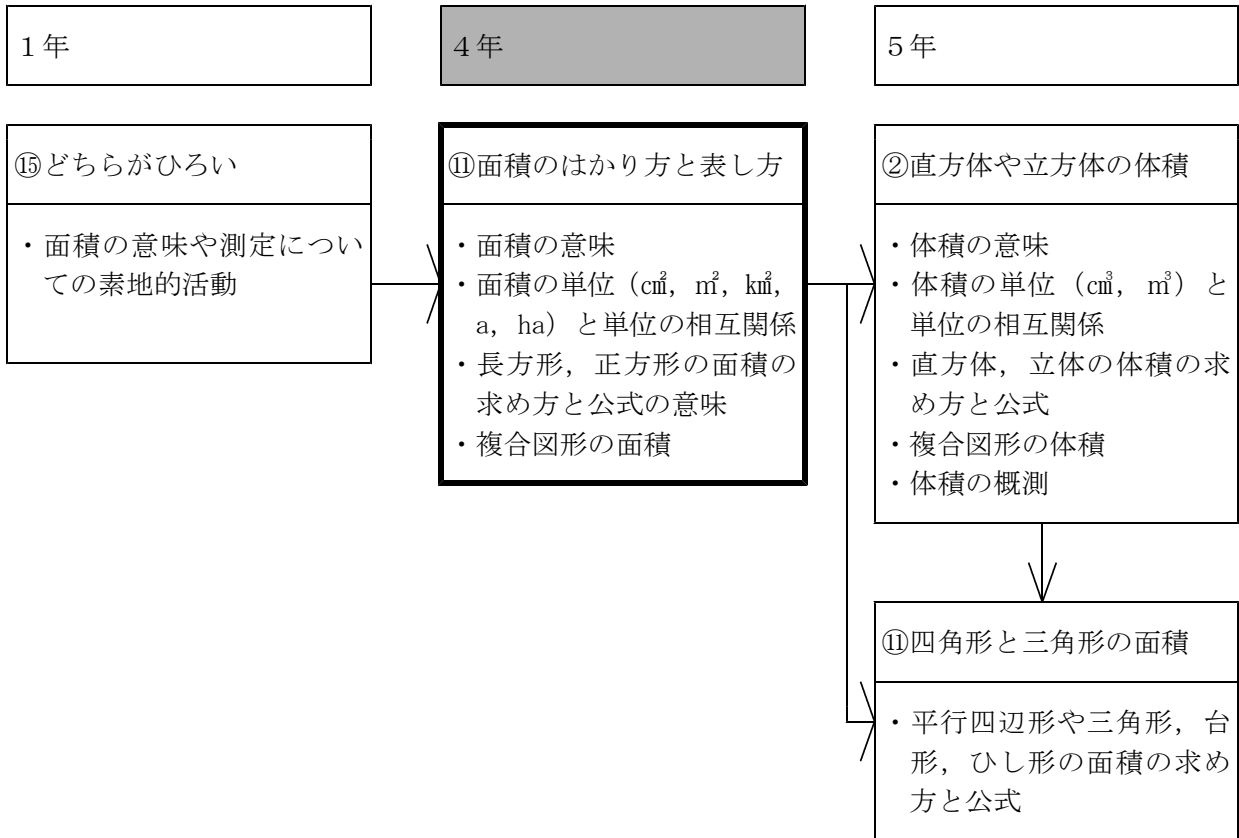 1年
4年
5年
⑮どちらがひろい
・面積の意味や測定につい
ての素地的活動
⑪面積のはかり方と表し方
・面積の意味
・面積の単位(㎠,㎡,㎢,
a,ha)と単位の相互関係
・長方形,正方形の面積の
求め方と公式の意味
・複合図形の面積
②直方体や立方体の体積
・体積の意味
・体積の単位(㎤,㎥)と
単位の相互関係
・直方体,立体の体積の求
め方と公式
・複合図形の体積
・体積の概測
⑪四角形と三角形の面積
・平行四辺形や三角形,台
形,ひし形の面積の求め
方と公式